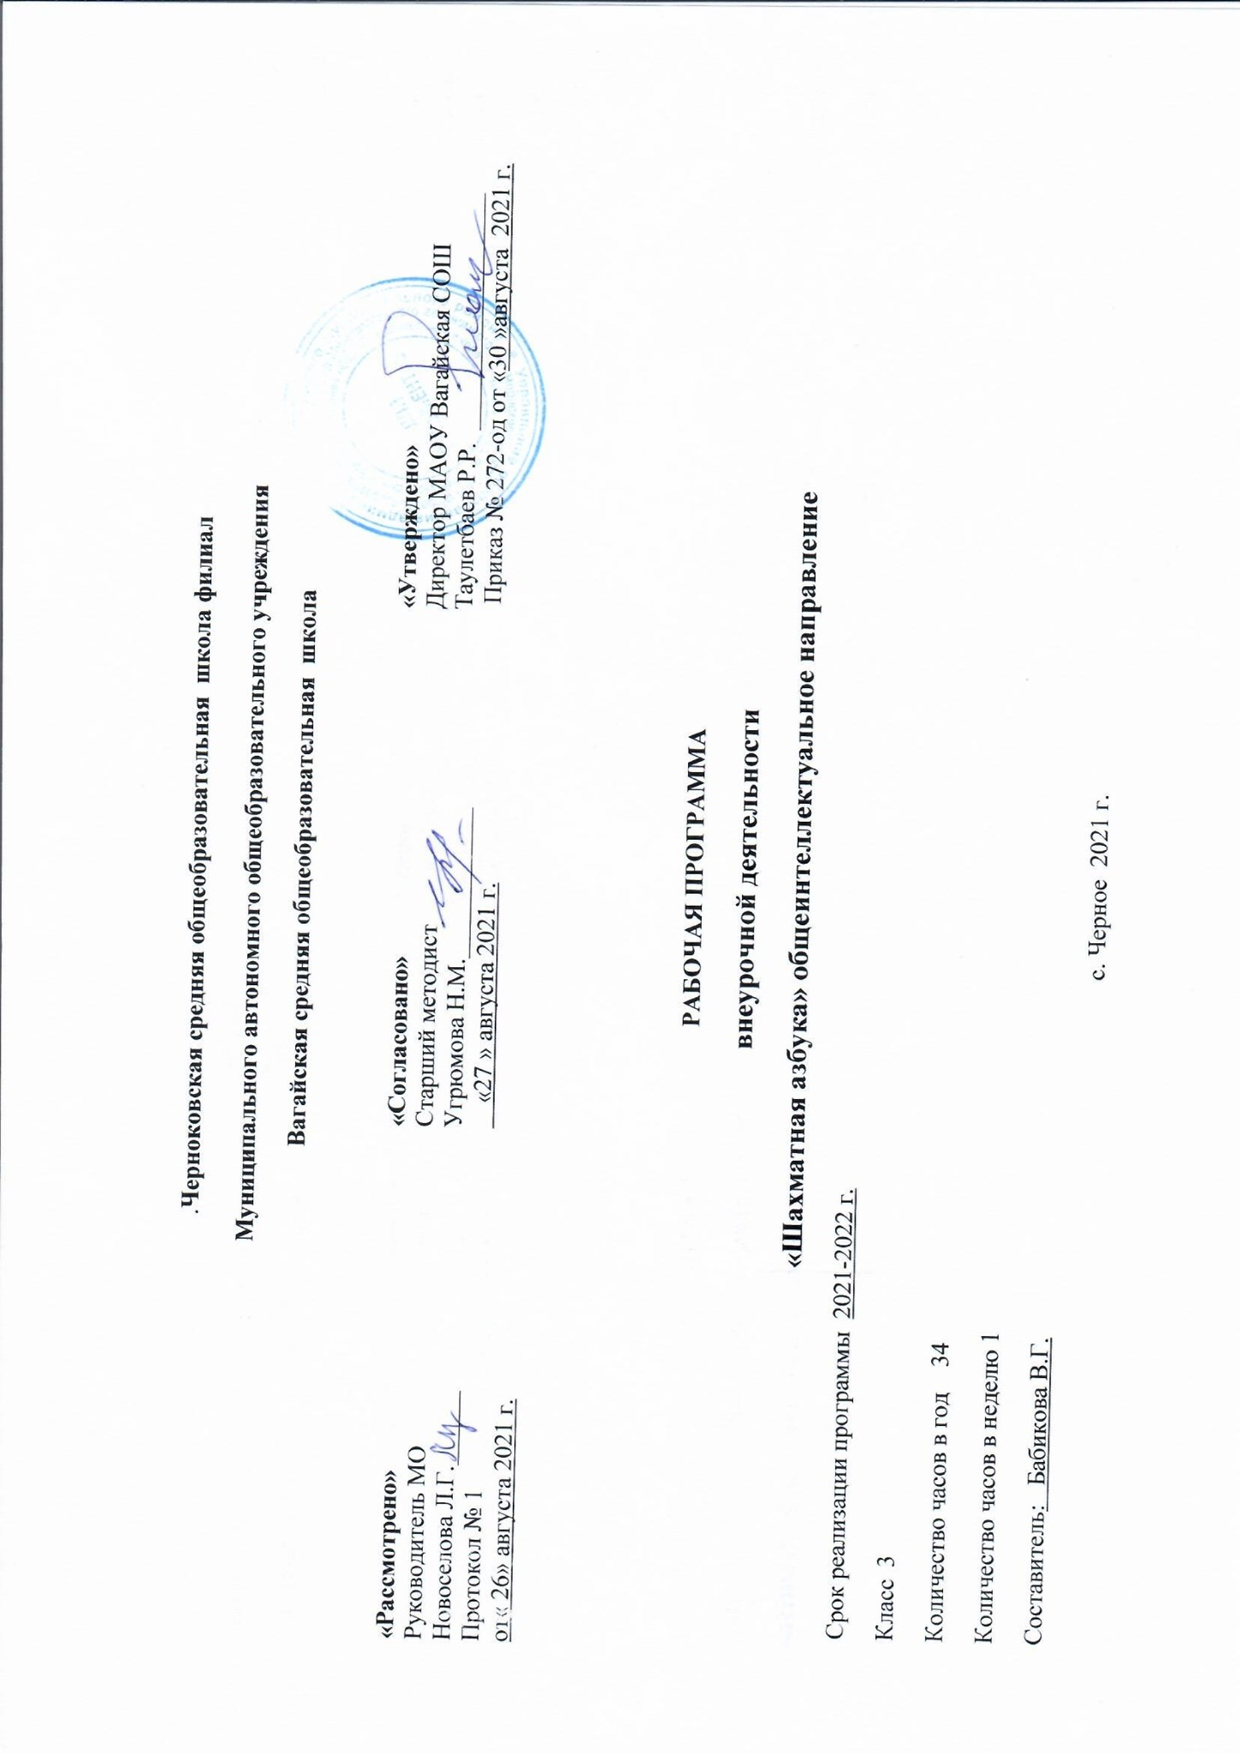 .Черноковская средняя общеобразовательная школа филиал
Муниципального автономного общеобразовательного учреждения
Вагайская средняя общеобразовательная школа
«Рассмотрено»
Руководитель МО
Новоселова Л.Г.
Протокол № 1
от« 26» августа 2021 г.
«Согласовано»
Старший методист
Угрюмова Н.М.
«27 » августа 2021 г.
«Утверждено»
Директор МАОУ Вагайская СОШ
Таулетбаев Р.Р.
Приказ № 272-од от «30 »августа 2021 г.
РАБОЧАЯ ПРОГРАММА
внеурочной деятельности
«Шахматная азбука» общеинтеллектуальное направление
Срок реализации программы 2021-2022 г.
Класс 3
Количество часов в год 34
Количество часов в неделю 1
Составитель: Бабикова В.Г.
с. Черное 2021 г.